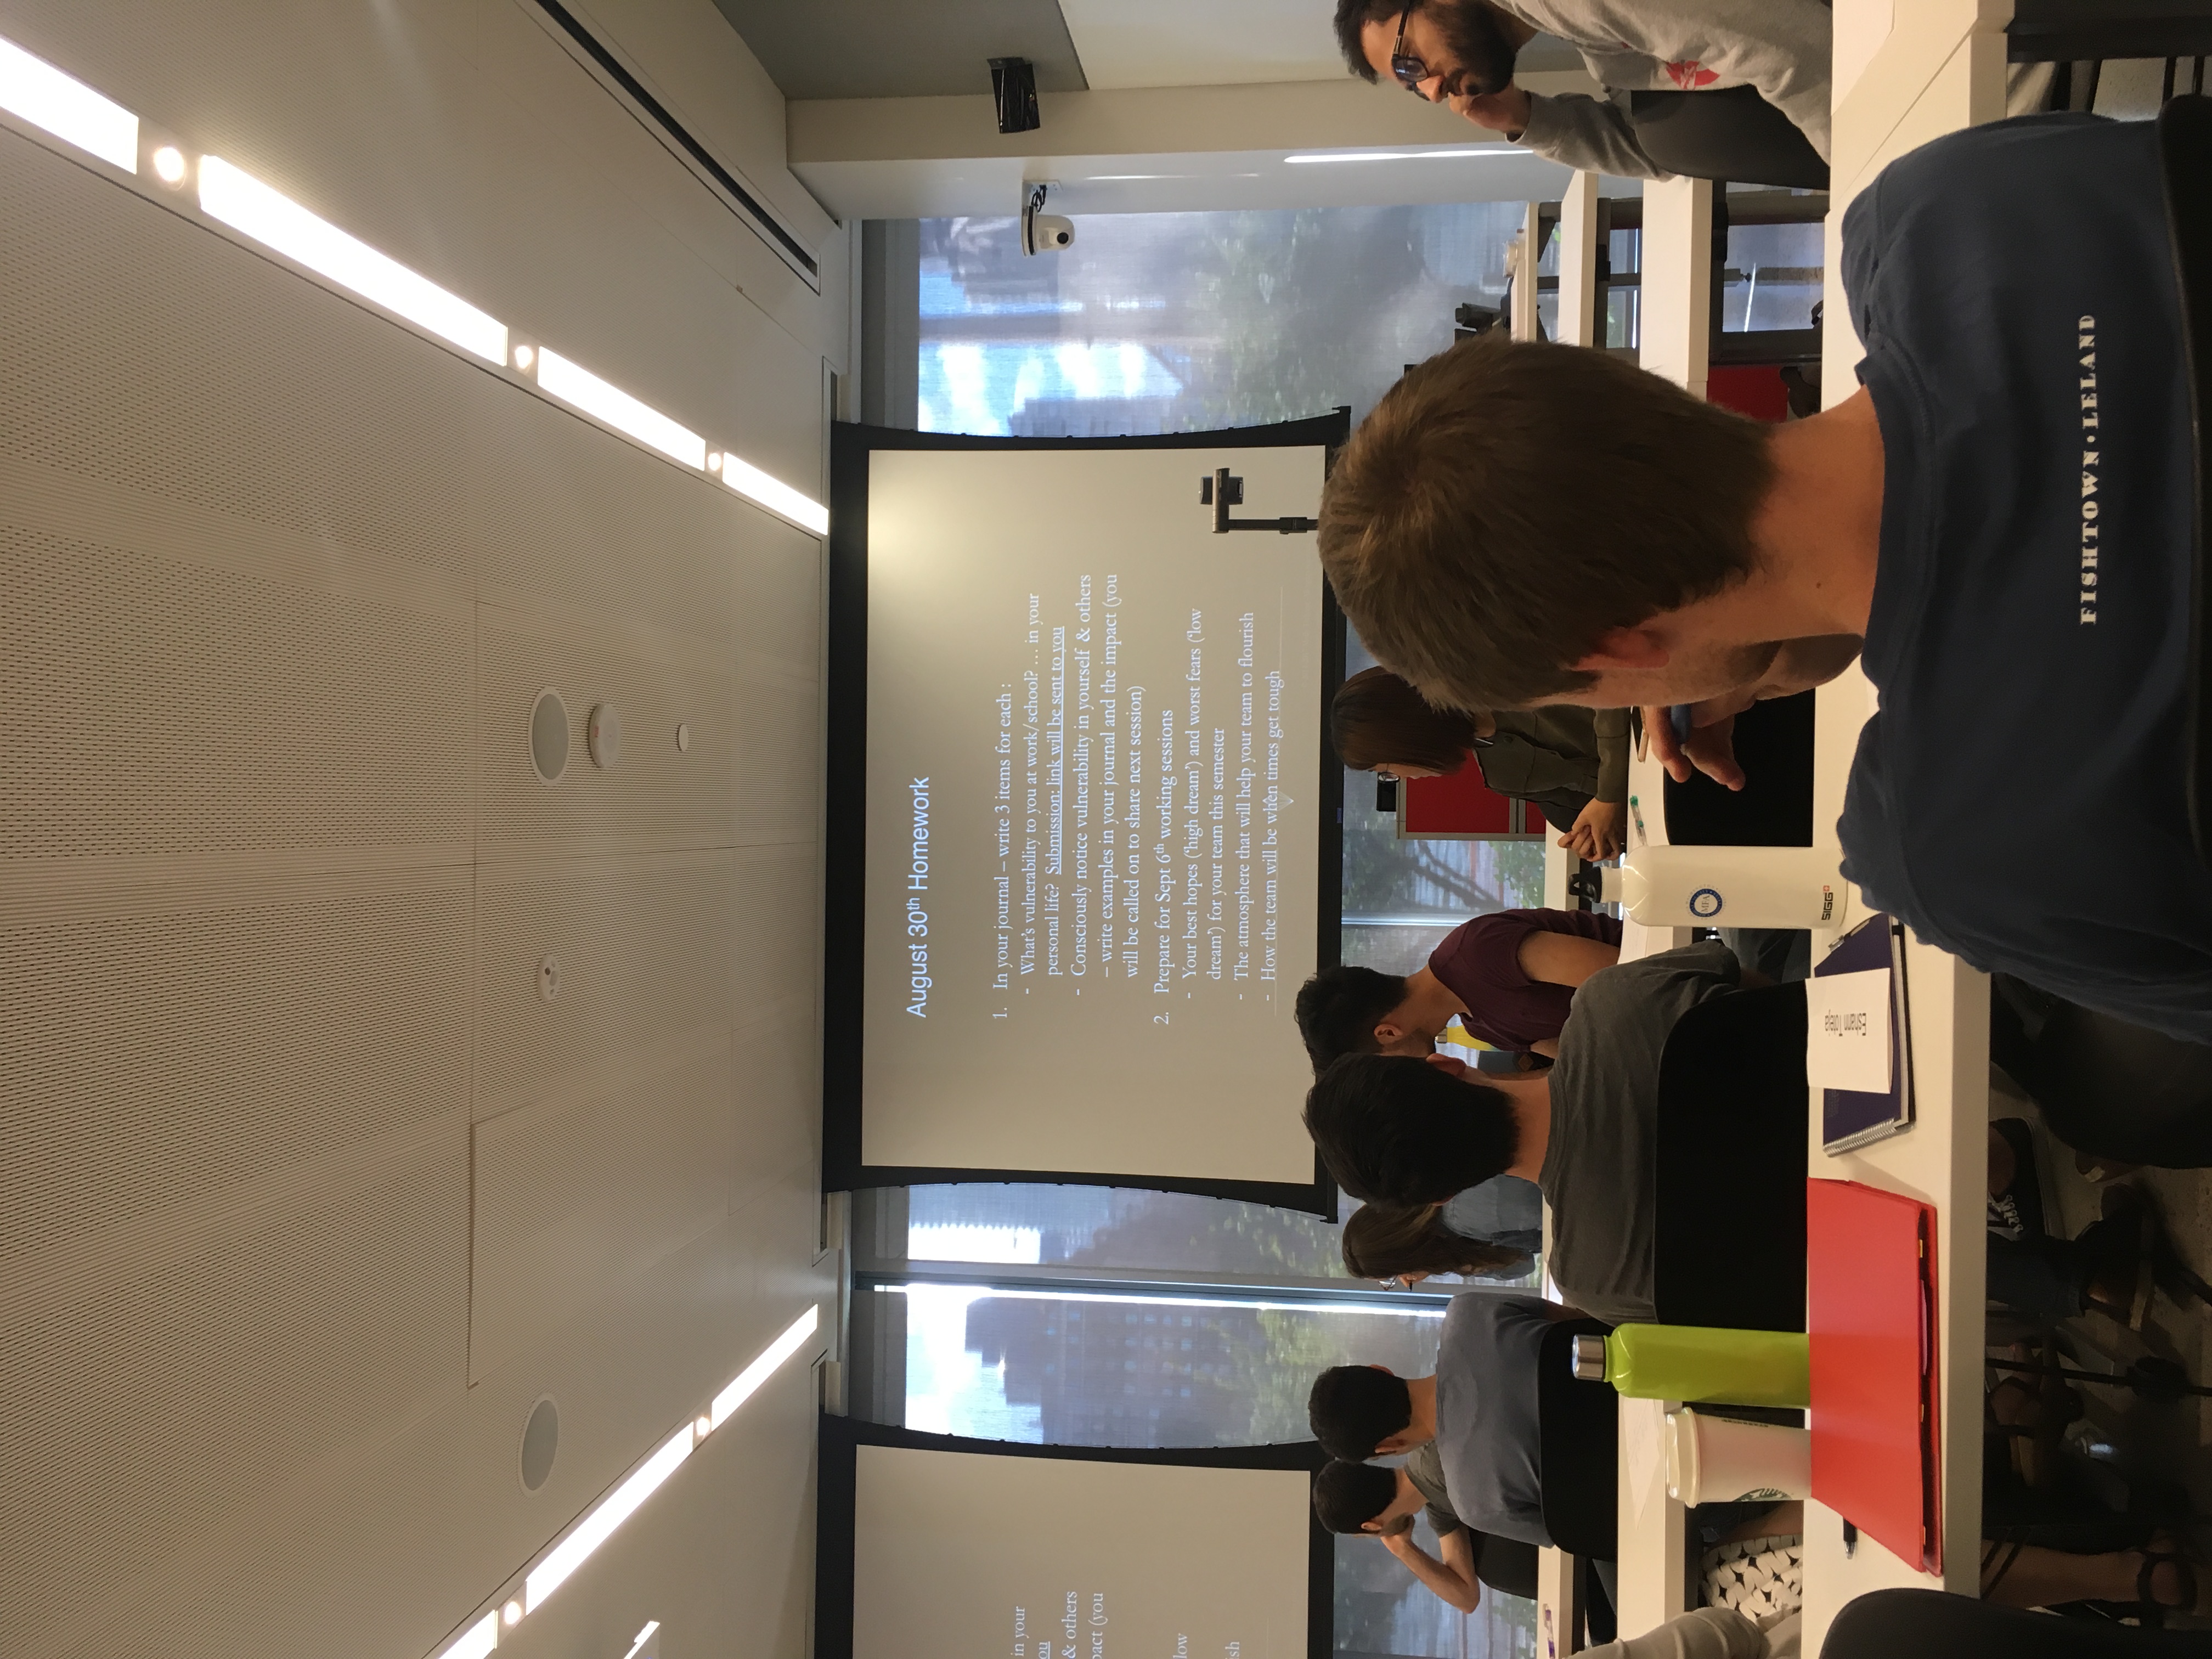 August 30th Homework
1. In your journal – write 3 items for each :
- What's vulnerability to you at work/school? … in your
personal life? Submission: link will be sent to you
- Consciously notice vulnerability in yourself & others
– write examples in your journal and the impact (you
will be called on to share next session)
2. Prepare for Sept 6th working sessions
- Your best hopes ('high dream') and worst fears ('low
dream') for your team this semester
- The atmosphere that will help your team to flourish
- How the team will be when times get tough
in your
& others
(you
MFA
SIGG
FISHTOWN • LELAND